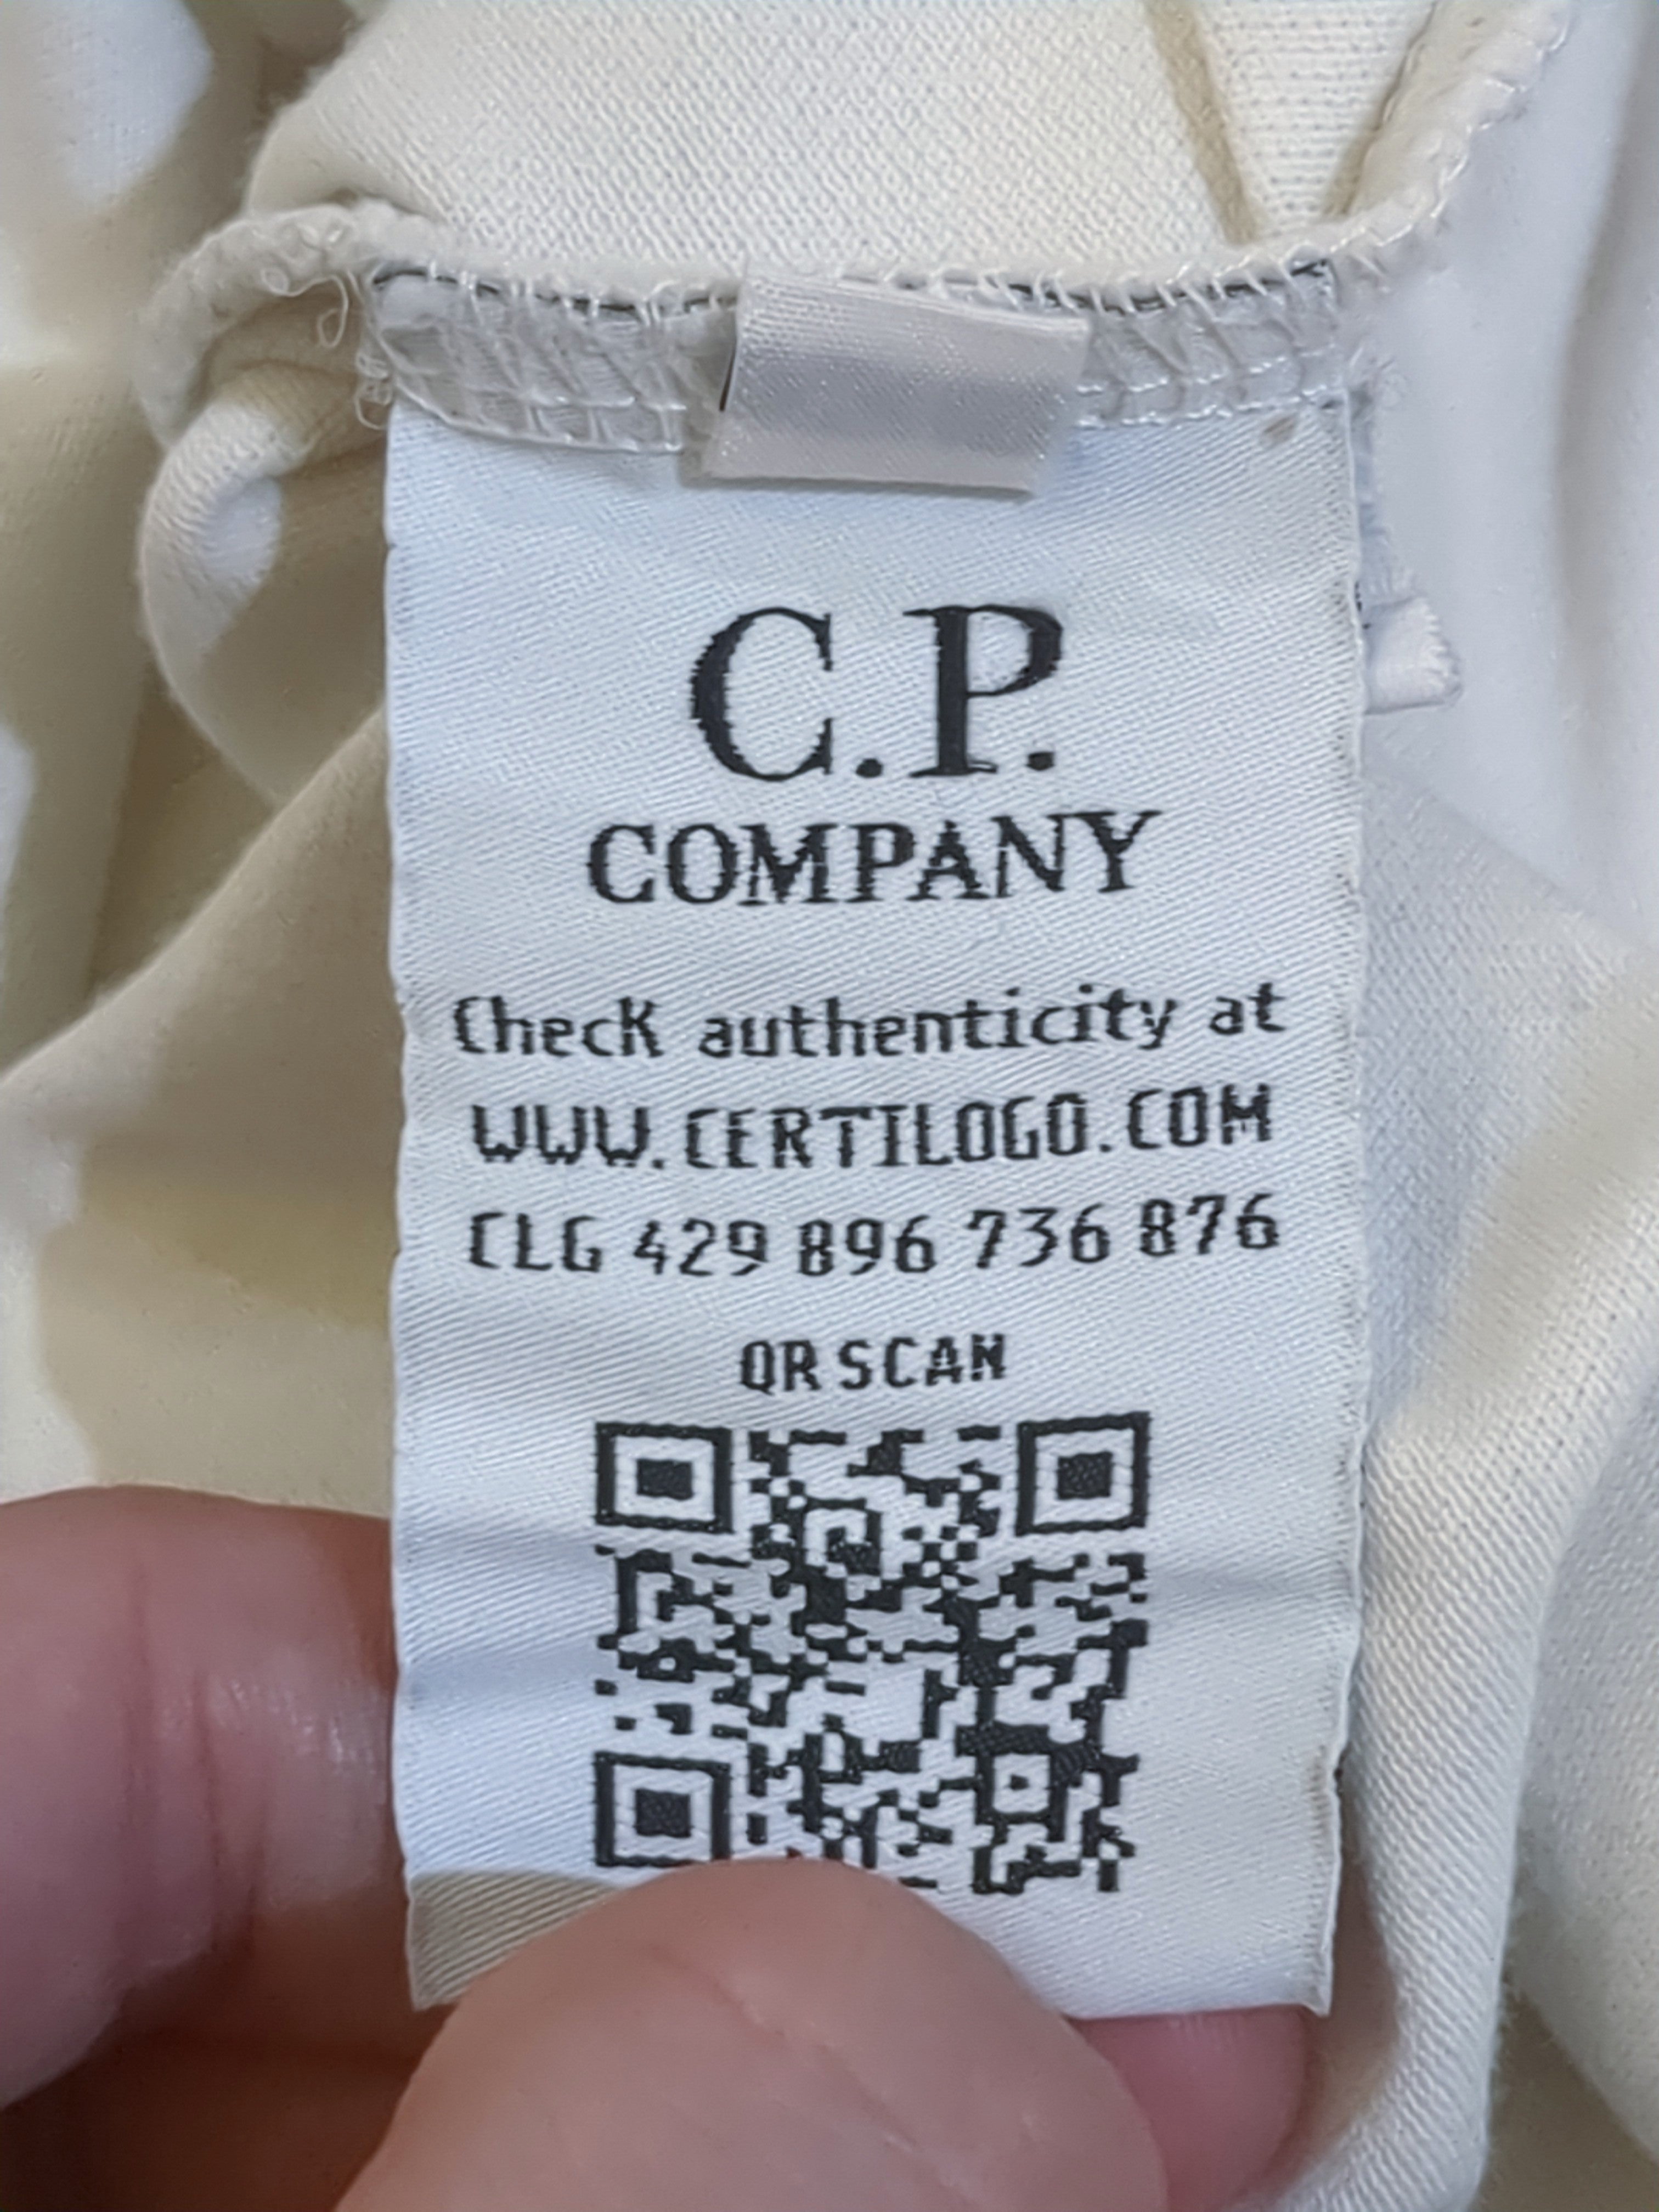 C.P.
COMPANY
Check authenticity at
WWW.CERTILOGO.COM
CLG 429 896 736 876
QR SCAN